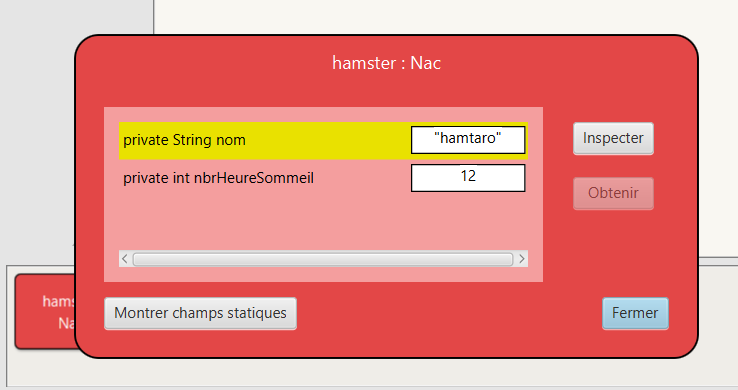 hamster : Nac
private String nom
"hamtaro"
Inspecter
private int nbrHeureSommeil
12
Obtenir
Montrer champs statiques
Fermer